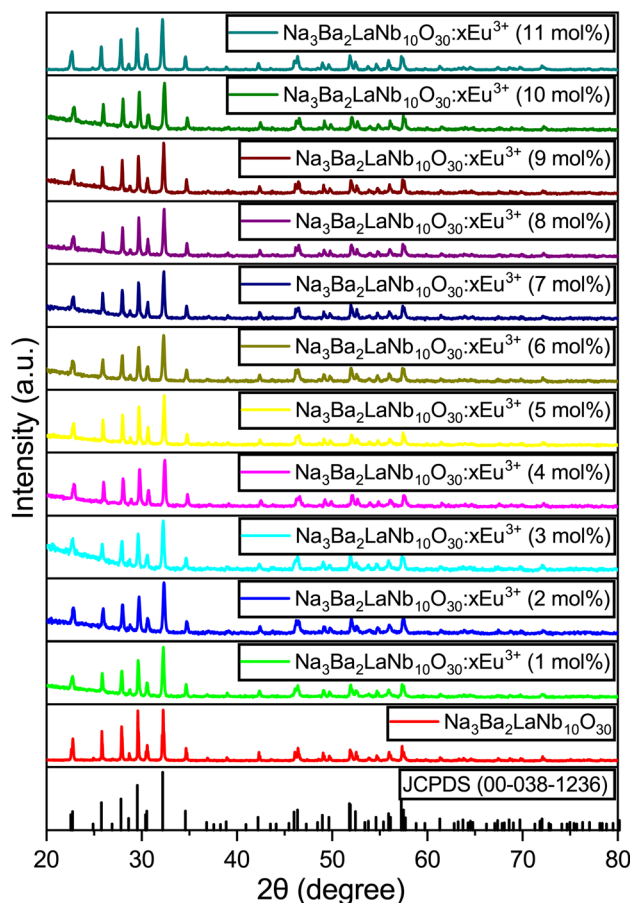 Na₃Ba₂LaNb₁₀O₃₀:xEu³⁺ (11 mol%)
Na₃Ba₂LaNb₁₀O₃₀:xEu³⁺ (10 mol%)
Na₃Ba₂LaNb₁₀O₃₀:xEu³⁺ (9 mol%)
Na₃Ba₂LaNb₁₀O₃₀:xEu³⁺ (8 mol%)
Na₃Ba₂LaNb₁₀O₃₀:xEu³⁺ (7 mol%)
Na₃Ba₂LaNb₁₀O₃₀:xEu³⁺ (6 mol%)
Na₃Ba₂LaNb₁₀O₃₀:xEu³⁺ (5 mol%)
Na₃Ba₂LaNb₁₀O₃₀:xEu³⁺ (4 mol%)
Na₃Ba₂LaNb₁₀O₃₀:xEu³⁺ (3 mol%)
Na₃Ba₂LaNb₁₀O₃₀:xEu³⁺ (2 mol%)
Na₃Ba₂LaNb₁₀O₃₀:xEu³⁺ (1 mol%)
Na₃Ba₂LaNb₁₀O₃₀
JCPDS (00-038-1236)
Intensity (a.u.)
20 30 40 50 60 70 80
2θ (degree)